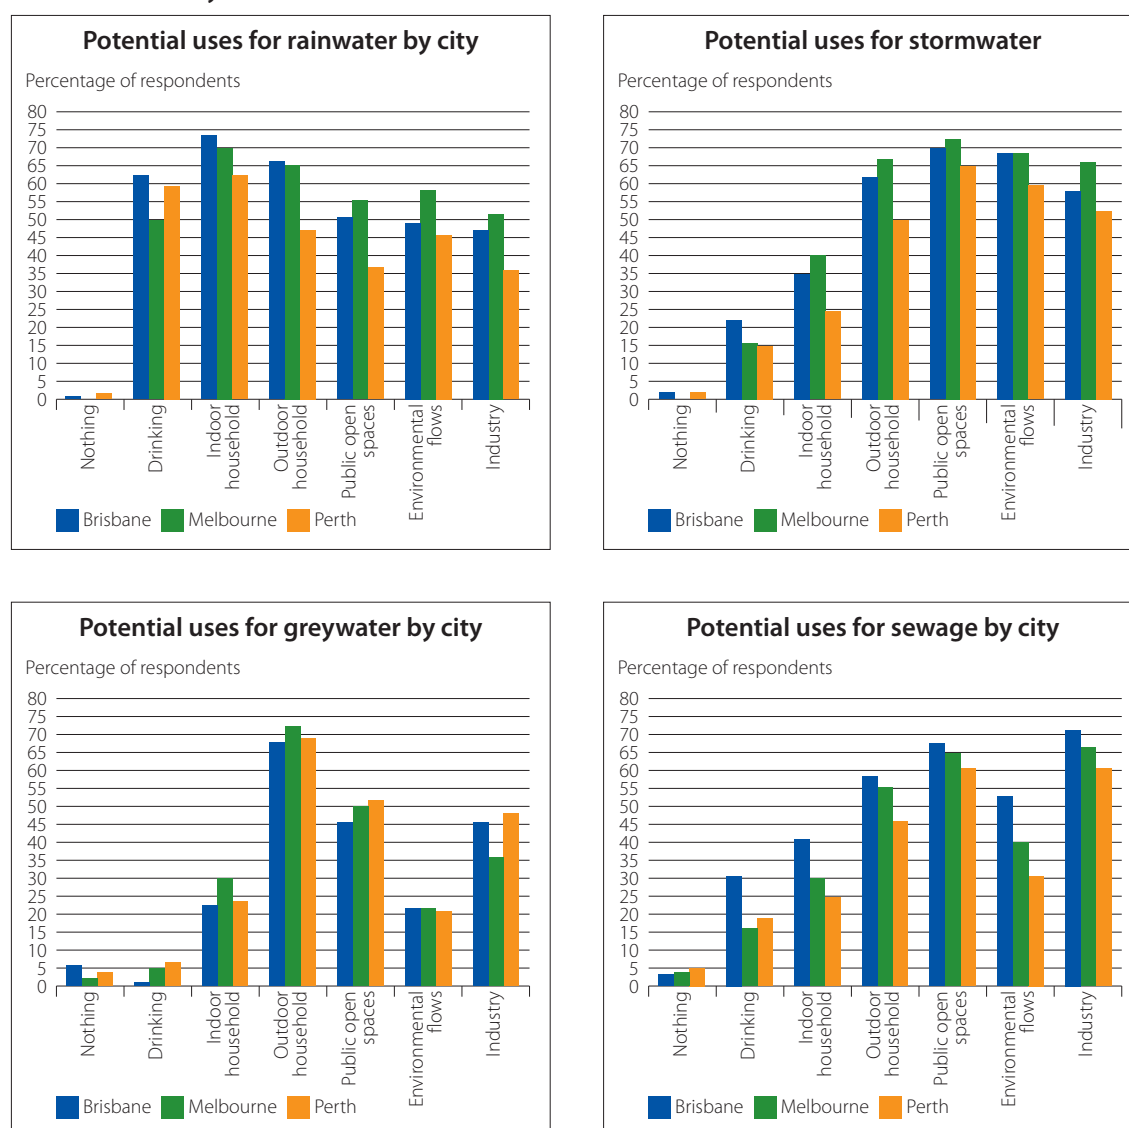 Potential uses for rainwater by city
Percentage of respondents
80
75
70
65
60
55
50
45
40
35
30
25
20
15
10
5
0
Nothing
Drinking
Indoor
household
Outdoor
household
Public open
spaces
Environmental
flows
Industry
Brisbane Melbourne Perth
Potential uses for stormwater
Percentage of respondents
80
75
70
65
60
55
50
45
40
35
30
25
20
15
10
5
0
Nothing
Drinking
Indoor
household
Outdoor
household
Public open
spaces
Environmental
flows
Industry
Brisbane Melbourne Perth
Potential uses for greywater by city
Percentage of respondents
80
75
70
65
60
55
50
45
40
35
30
25
20
15
10
5
0
Nothing
Drinking
Indoor
household
Outdoor
household
Public open
spaces
Environmental
flows
Industry
Brisbane Melbourne Perth
Potential uses for sewage by city
Percentage of respondents
80
75
70
65
60
55
50
45
40
35
30
25
20
15
10
5
0
Nothing
Drinking
Indoor
household
Outdoor
household
Public open
spaces
Environmental
flows
Industry
Brisbane Melbourne Perth